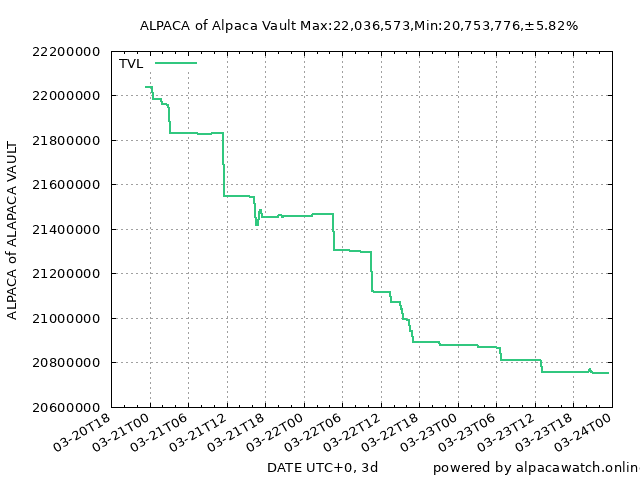 ALPACA of Alpaca Vault Max:22,036,573,Min:20,753,776,±5.82%
TVL
ALPACA of ALAPACA VAULT
22200000
22000000
21800000
21600000
21400000
21200000
21000000
20800000
20600000
03-20T18
03-21T00
03-21T06
03-21T12
03-21T18
03-22T00
03-22T06
03-22T12
03-22T18
03-23T00
03-23T06
03-23T12
03-23T18
03-24T00
DATE UTC+0, 3d
powered by alpacawatch.online